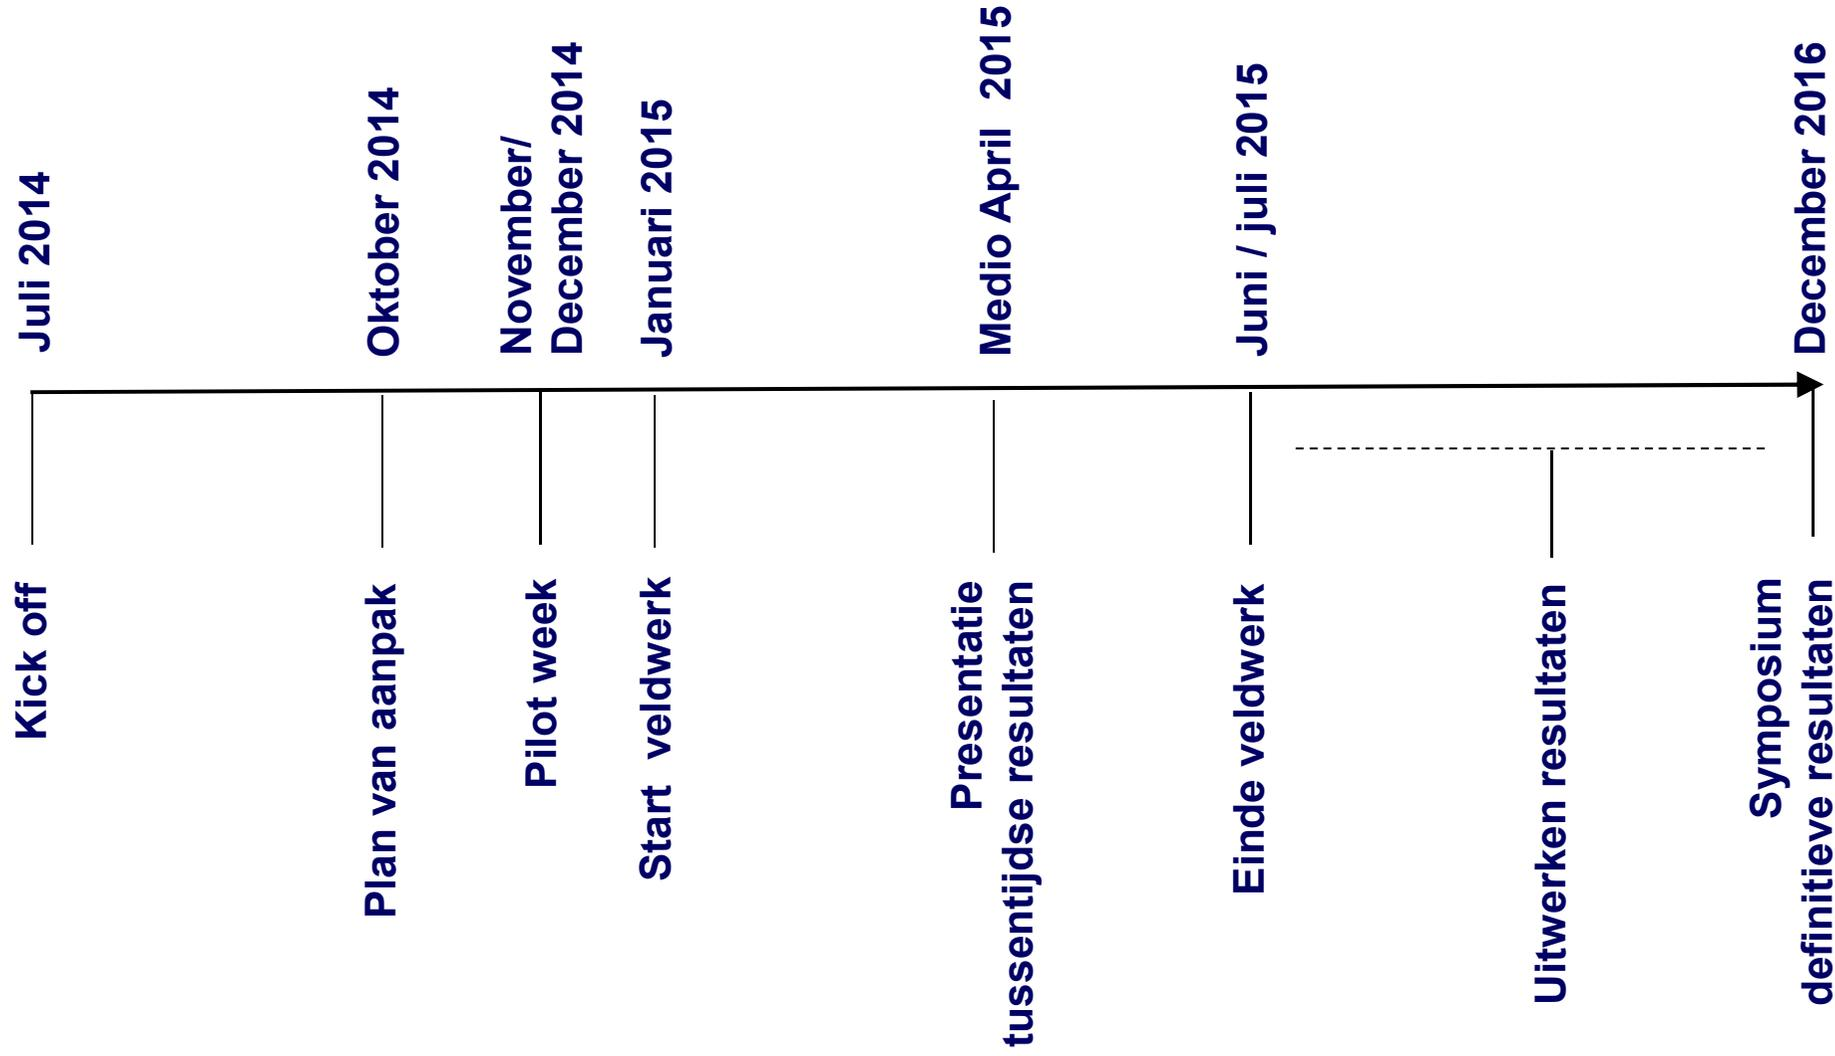 Juli 2014
Oktober 2014
November/
December 2014
Januari 2015
Medio April  2015
Juni / juli 2015
December 2016
Kick off
Plan van aanpak
Pilot week
Start  veldwerk
Presentatie
tussentijdse resultaten
Einde veldwerk
Uitwerken resultaten
Symposium
definitieve resultaten